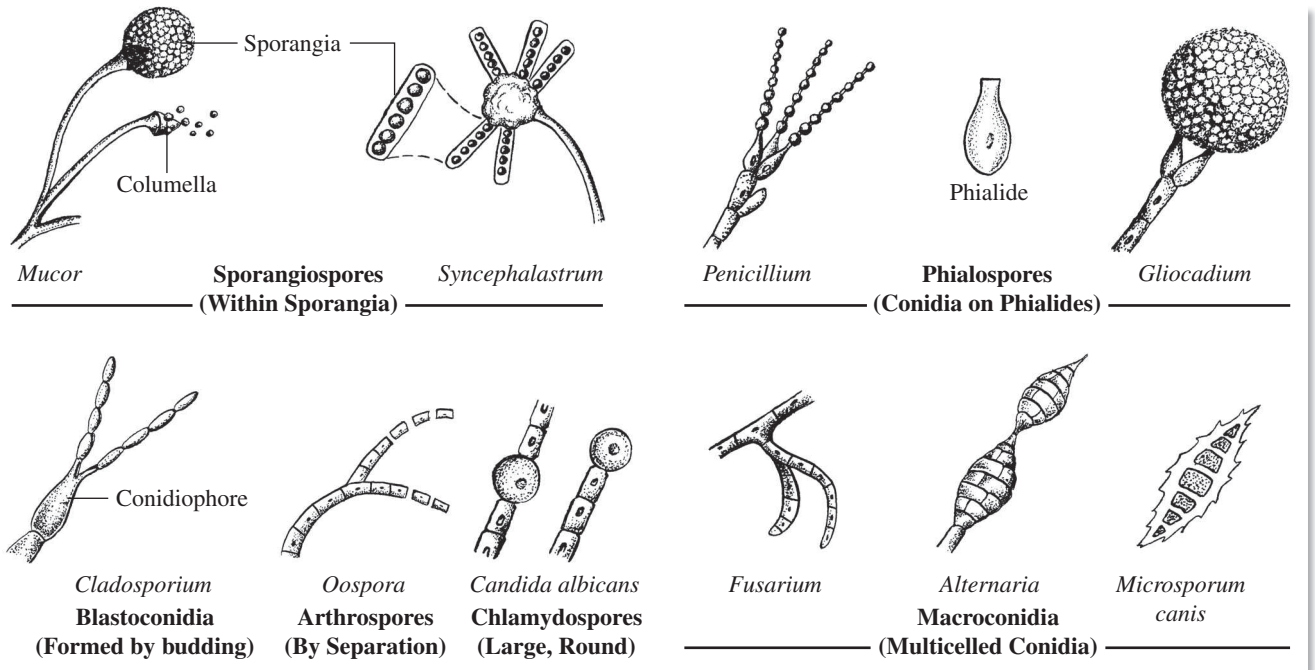 Sporangia
Columella
Phialide
Mucor
Sporangiospores
(Within Sporangia)
Syncephalastrum
Penicillium
Phialospores
(Conidia on Phialides)
Gliocadium
Conidiophore
Cladosporium
Blastoconidia
(Formed by budding)
Oospora
Arthrospores
(By Separation)
Candida albicans
Chlamydospores
(Large, Round)
Fusarium
Alternaria
Macroconidia
(Multicelled Conidia)
Microsporum
canis